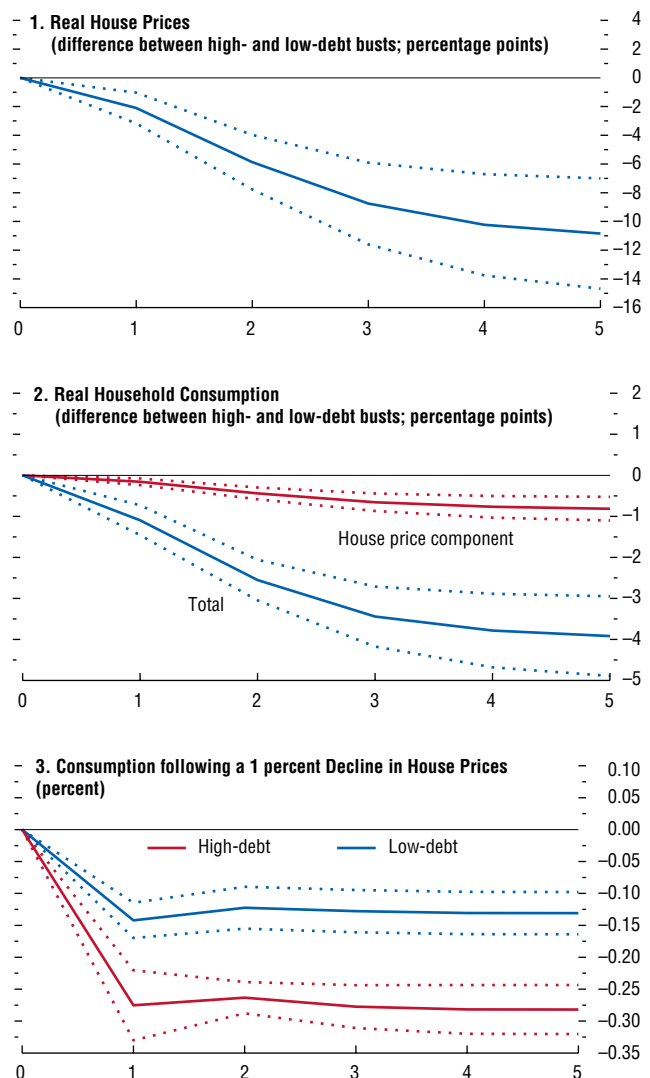 1. Real House Prices
(difference between high- and low-debt busts; percentage points)
4
2
0
–2
–4
–6
–8
–10
–12
–14
–16
0 1 2 3 4 5
2. Real Household Consumption
(difference between high- and low-debt busts; percentage points)
2
1
0
–1
House price component
–2
Total
–3
–4
–5
0 1 2 3 4 5
3. Consumption following a 1 percent Decline in House Prices
(percent)
0.10
0.05
0.00
High-debt Low-debt
–0.05
–0.10
–0.15
–0.20
–0.25
–0.30
–0.35
0 1 2 3 4 5